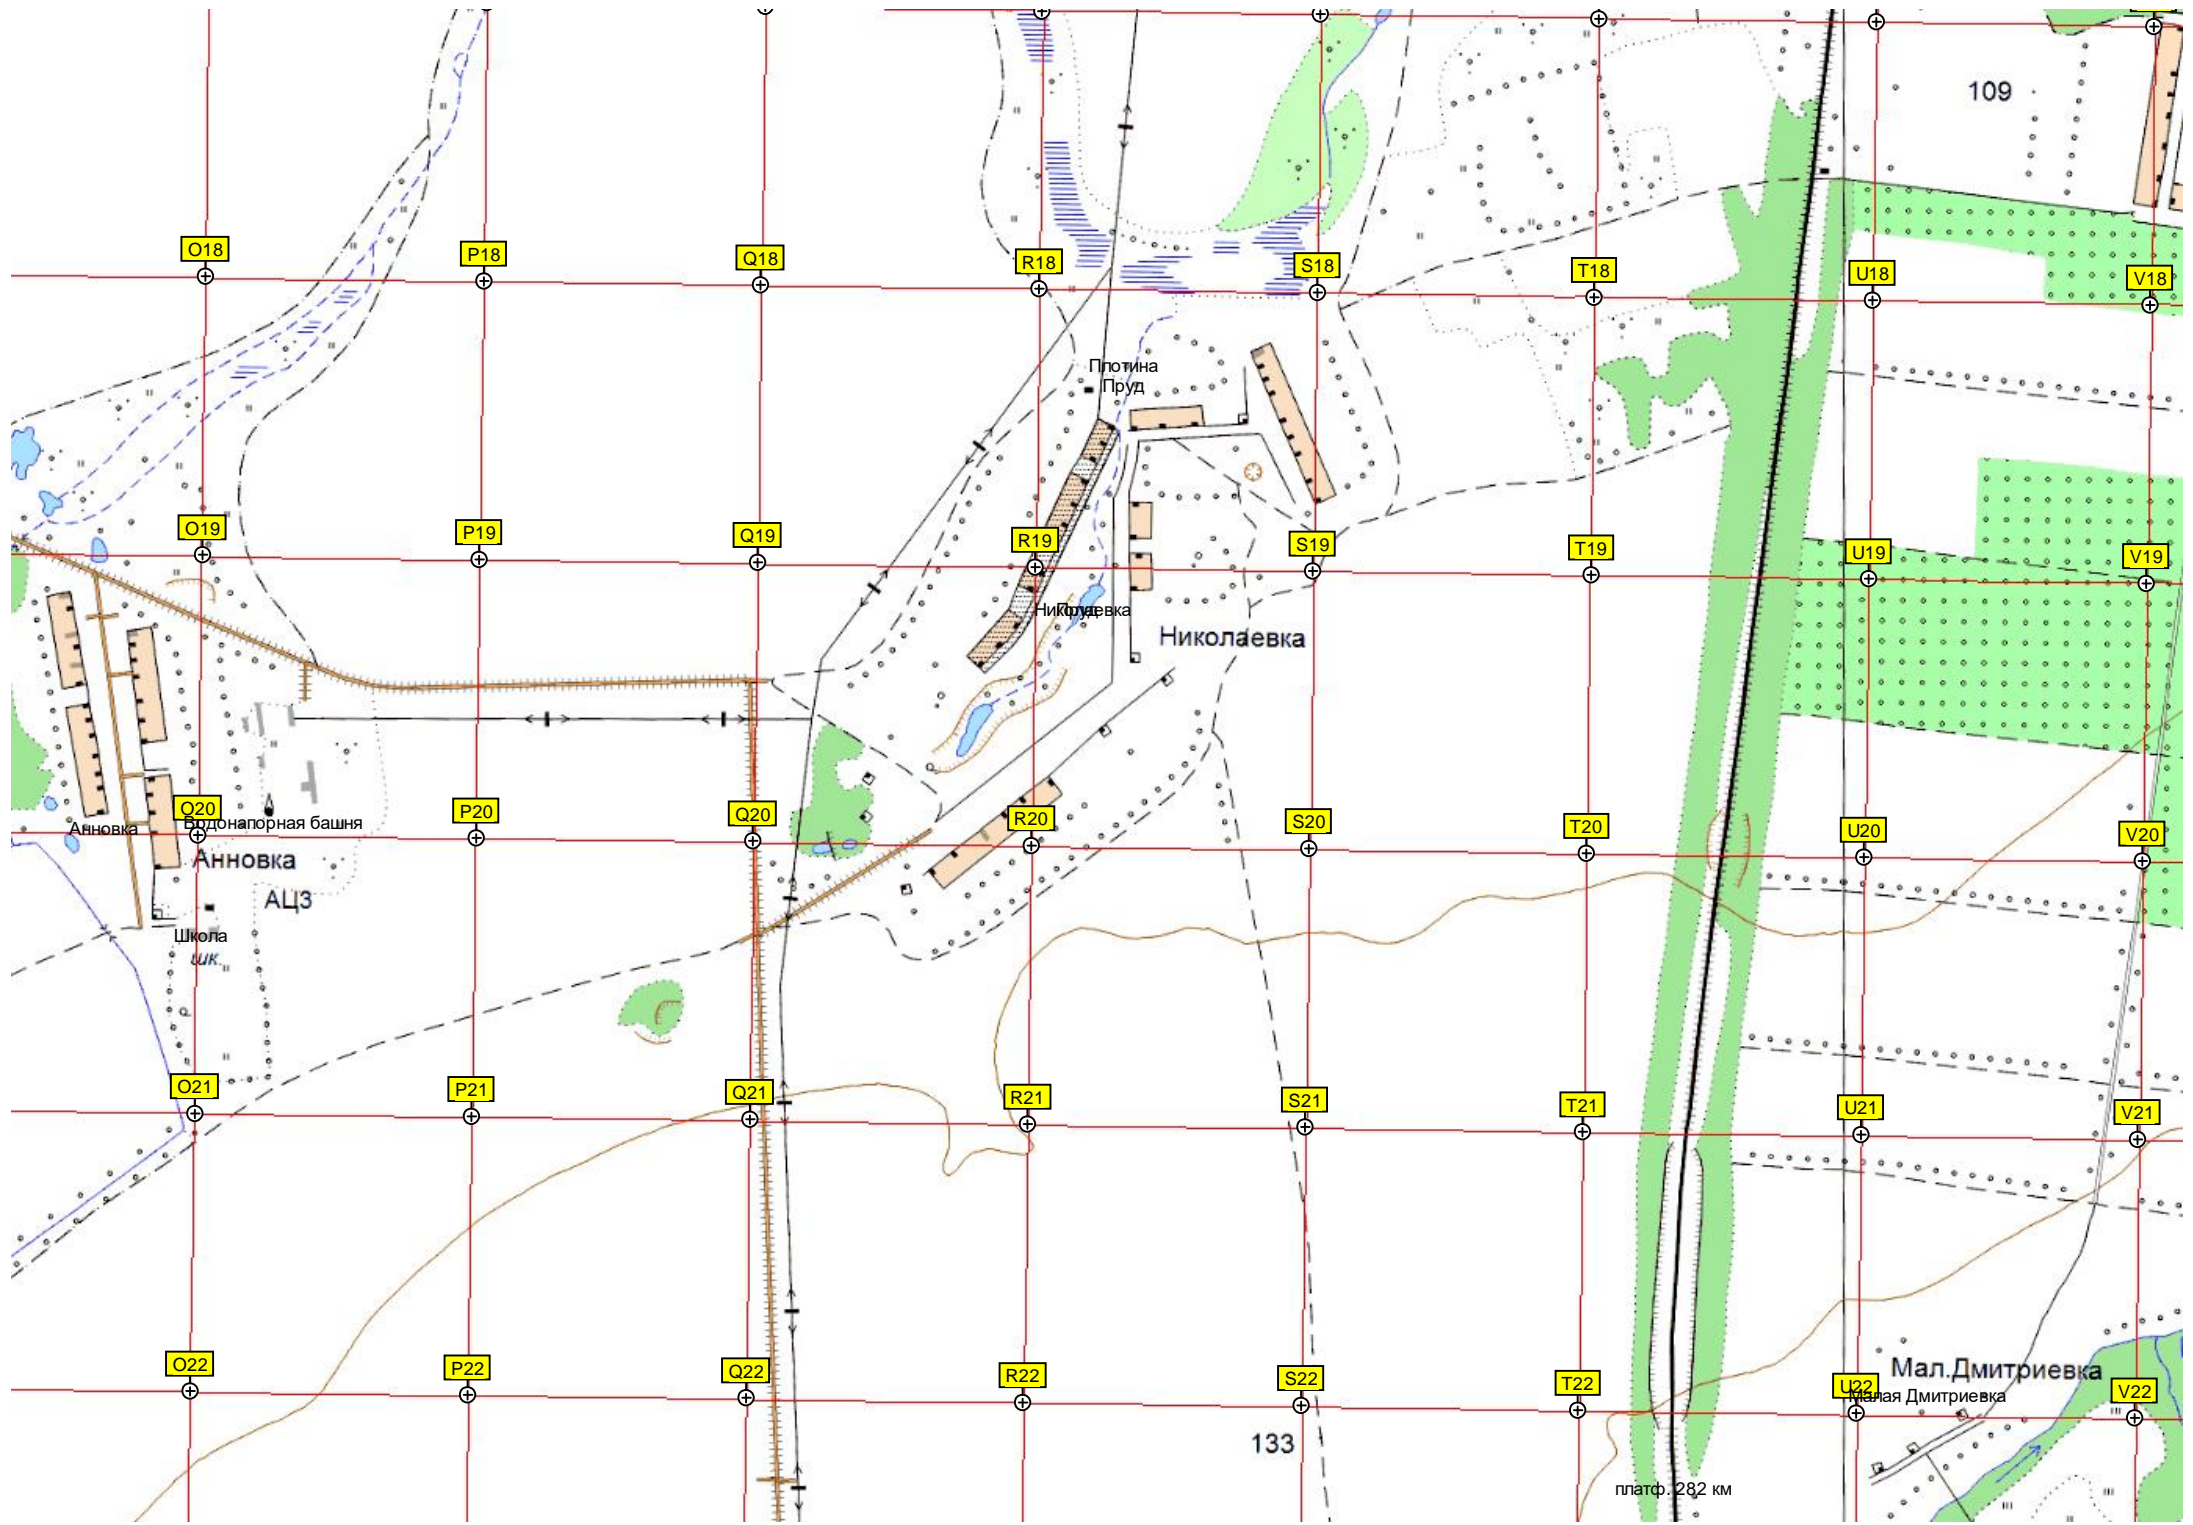 109
O18
P18
Q18
R18
S18
T18
U18
V18
Плотина
Пруд
O19
P19
Q19
R19
S19
T19
U19
V19
Николаевка
Пруд
Николаевка
O20
P20
Q20
R20
S20
T20
U20
V20
Анновка
Водонапорная башня
Анновка
АЦЗ
Школа
шк.
O21
P21
Q21
R21
S21
T21
U21
V21
O22
P22
Q22
R22
S22
T22
U22
V22
Мал.Дмитриевка
Малая Дмитриевка
133
платф. 282 км